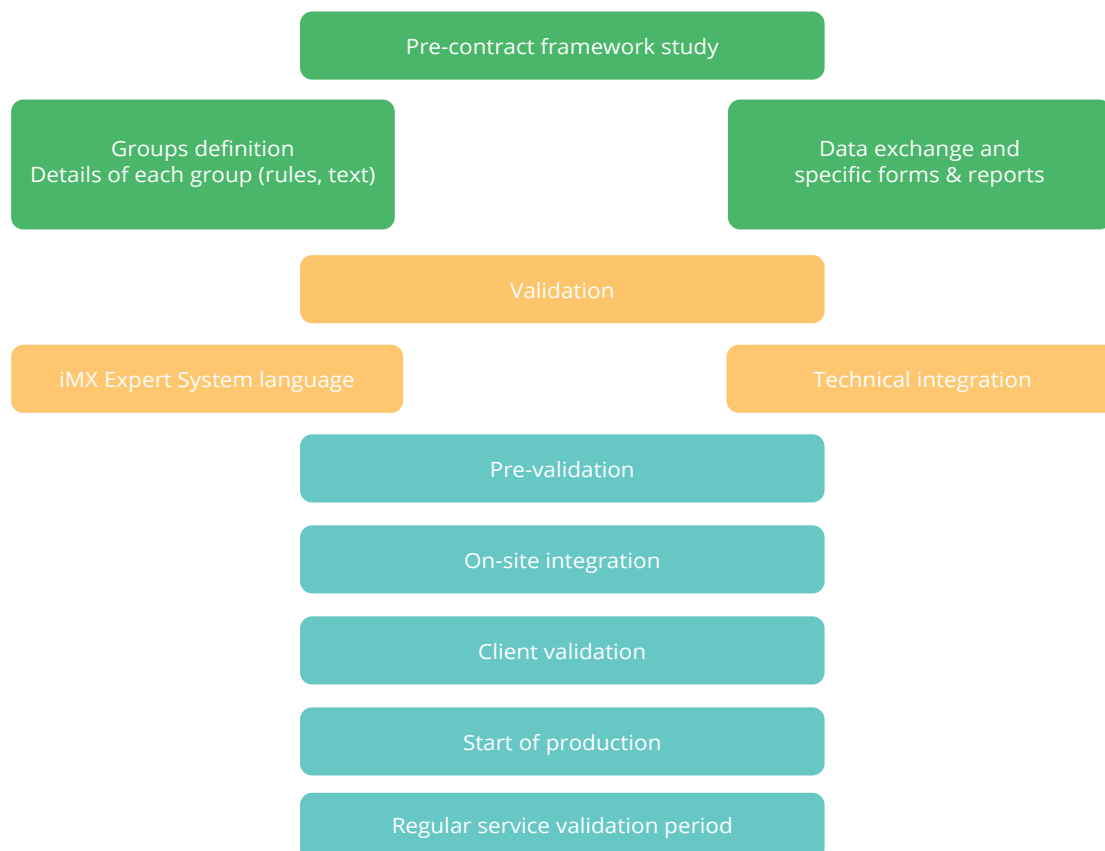 Pre-contract framework study
Groups definition
Details of each group (rules, text)
Data exchange and
specific forms & reports
Validation
iMX Expert System language
Technical integration
Pre-validation
On-site integration
Client validation
Start of production
Regular service validation period